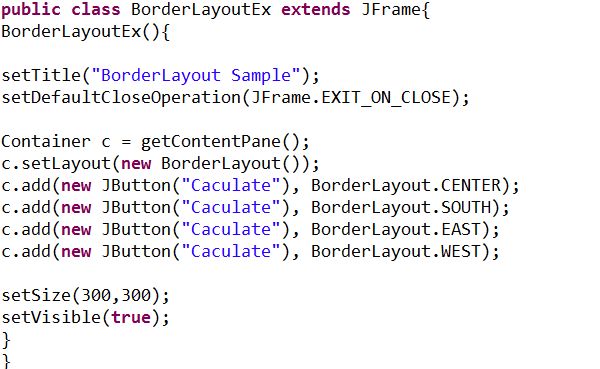 public class BorderLayoutEx extends JFrame{
BorderLayoutEx(){
setTitle("BorderLayout Sample");
setDefaultCloseOperation(JFrame.EXIT_ON_CLOSE);
Container c = getContentPane();
c.setLayout(new BorderLayout());
c.add(new JButton("Caculate"), BorderLayout.CENTER);
c.add(new JButton("Caculate"), BorderLayout.SOUTH);
c.add(new JButton("Caculate"), BorderLayout.EAST);
c.add(new JButton("Caculate"), BorderLayout.WEST);
setSize(300,300);
setVisible(true);
}
}